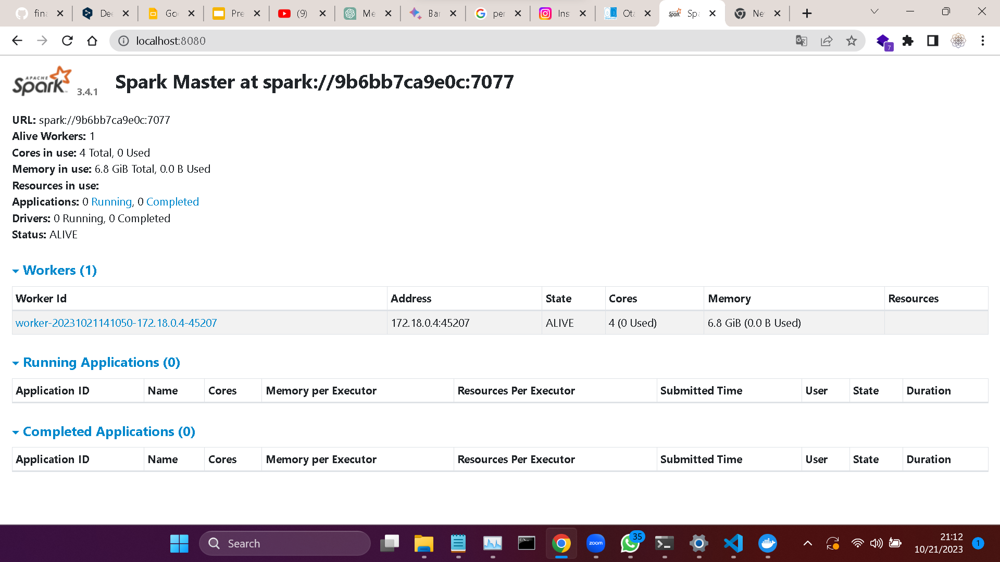 fin
De
Go
Pre
(9)
Me
Bar
per
Ins
Ota
Spa
Ne
localhost:8080
7
APACHE
Spark 3.4.1
Spark Master at spark://9b6bb7ca9e0c:7077
URL: spark://9b6bb7ca9e0c:7077
Alive Workers: 1
Cores in use: 4 Total, 0 Used
Memory in use: 6.8 GiB Total, 0.0 B Used
Resources in use:
Applications: 0 Running, 0 Completed
Drivers: 0 Running, 0 Completed
Status: ALIVE
Workers (1)
Worker Id Address State Cores Memory Resources
worker-20231021141050-172.18.0.4-45207 172.18.0.4:45207 ALIVE 4 (0 Used) 6.8 GiB (0.0 B Used)
Running Applications (0)
Application ID Name Cores Memory per Executor Resources Per Executor Submitted Time User State Duration
Completed Applications (0)
Application ID Name Cores Memory per Executor Resources Per Executor Submitted Time User State Duration
Search
zoom
35
21:12
10/21/2023
1